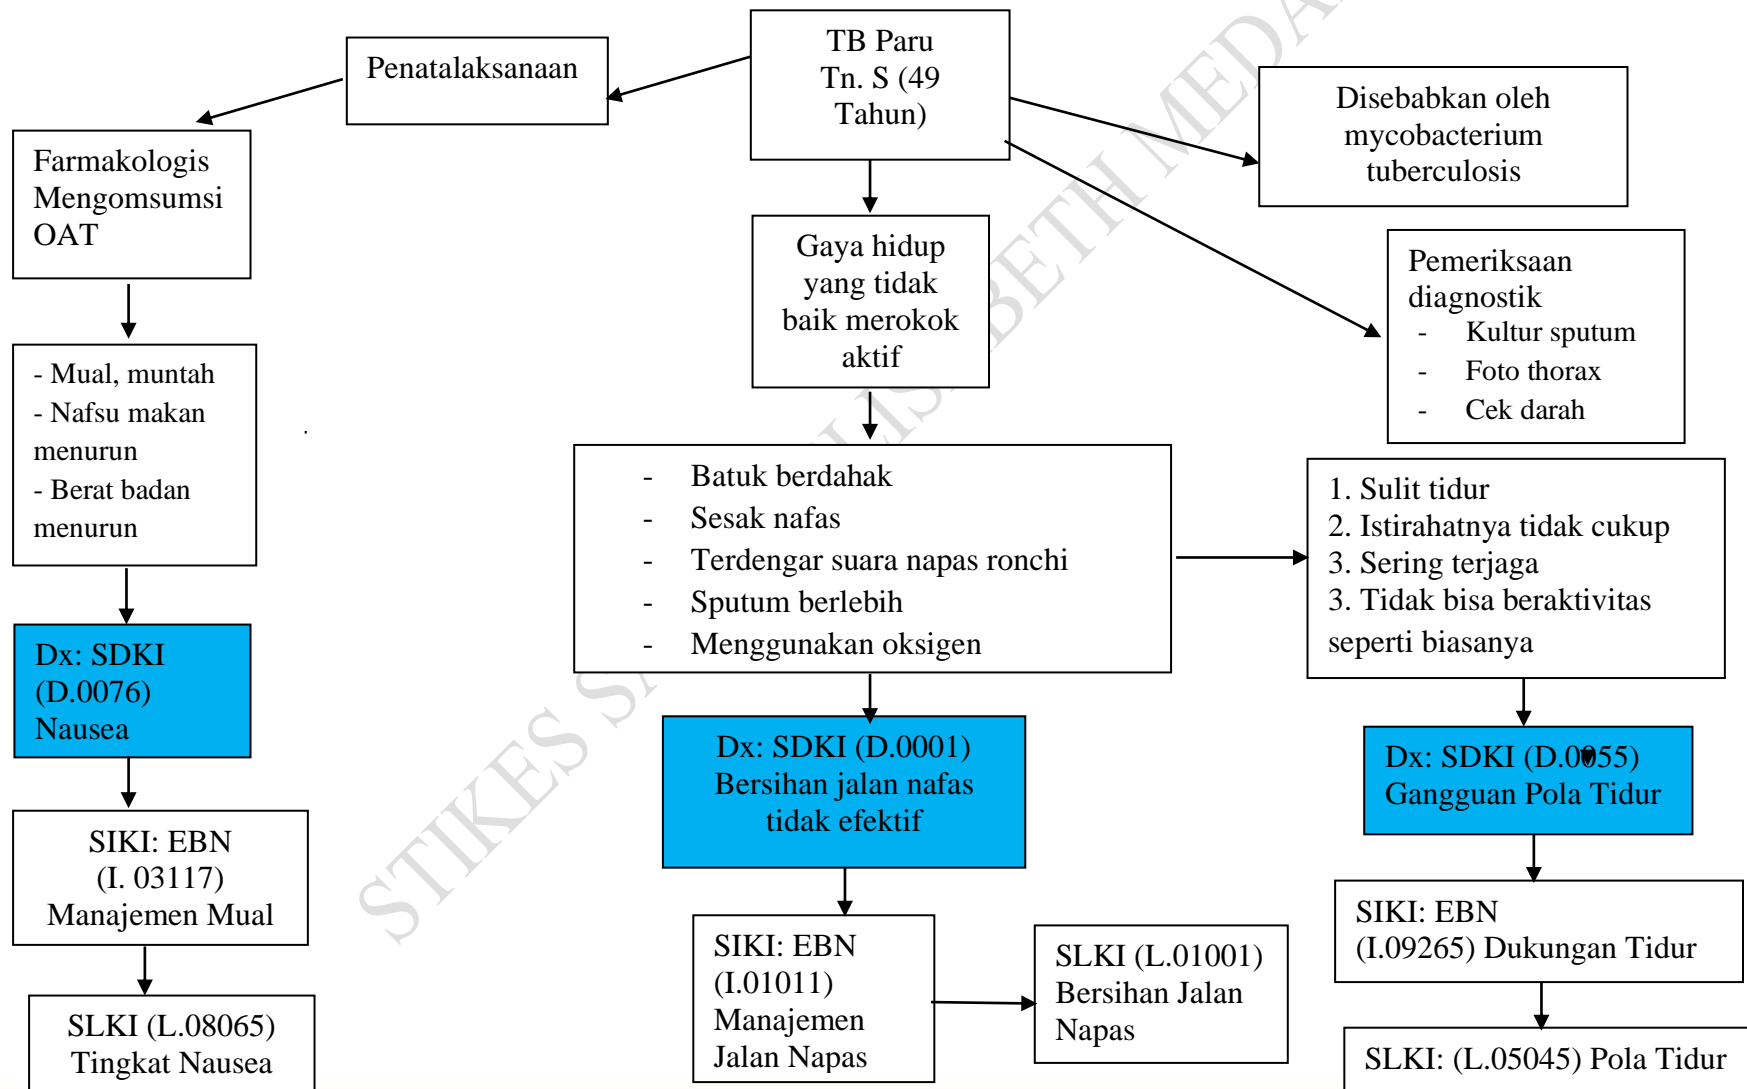 TB Paru
Tn. S (49
Tahun)
Penatalaksanaan
Disebabkan oleh
mycobacterium
tuberculosis
Farmakologis
Mengomsumsi
OAT
Gaya hidup
yang tidak
baik merokok
aktif
Pemeriksaan
diagnostik
- Kultur sputum
- Foto thorax
- Cek darah
- Mual, muntah
- Nafsu makan
menurun
- Berat badan
menurun
- Batuk berdahak
- Sesak nafas
- Terdengar suara napas ronchi
- Sputum berlebih
- Menggunakan oksigen
1. Sulit tidur
2. Istirahatnya tidak cukup
3. Sering terjaga
3. Tidak bisa beraktivitas
seperti biasanya
Dx: SDKI
(D.0076)
Nausea
Dx: SDKI (D.0001)
Bersihan jalan nafas
tidak efektif
Dx: SDKI (D.0055)
Gangguan Pola Tidur
SIKI: EBN
(I. 03117)
Manajemen Mual
SIKI: EBN
(I.01011)
Manajemen
Jalan Napas
SLKI (L.01001)
Bersihan Jalan
Napas
SIKI: EBN
(I.09265) Dukungan Tidur
SLKI (L.08065)
Tingkat Nausea
SLKI: (L.05045) Pola Tidur
STIKES